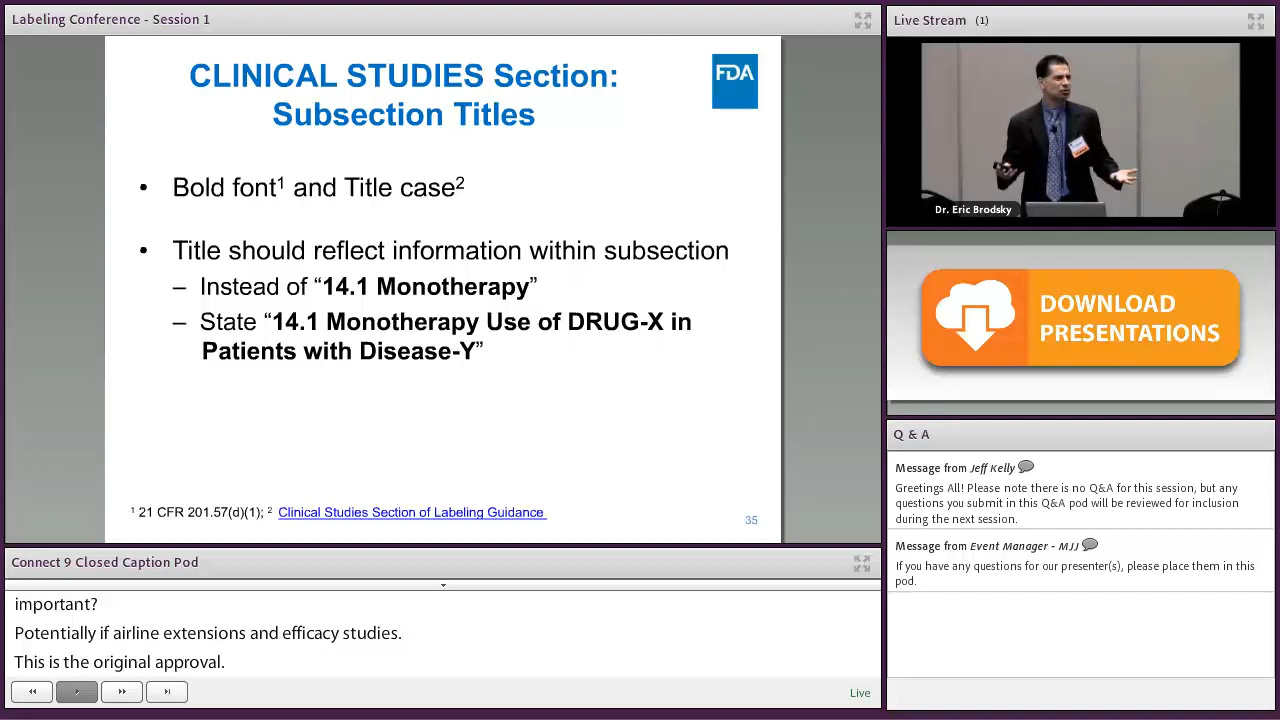 Labeling Conference - Session 1
CLINICAL STUDIES Section:
Subsection Titles
FDA
• Bold font1 and Title case2
• Title should reflect information within subsection
– Instead of “14.1 Monotherapy”
– State “14.1 Monotherapy Use of DRUG-X in
Patients with Disease-Y”
1 21 CFR 201.57(d)(1); 2 Clinical Studies Section of Labeling Guidance
35
Connect 9 Closed Caption Pod
important?
Potentially if airline extensions and efficacy studies.
This is the original approval.
Live
Live Stream (1)
Dr. Eric Brodsky
DOWNLOAD
PRESENTATIONS
Q & A
Message from Jeff Kelly
Greetings All! Please note there is no Q&A for this session, but any
questions you submit in this Q&A pod will be reviewed for inclusion
during the next session.
Message from Event Manager - MJJ
If you have any questions for our presenter(s), please place them in this
pod.